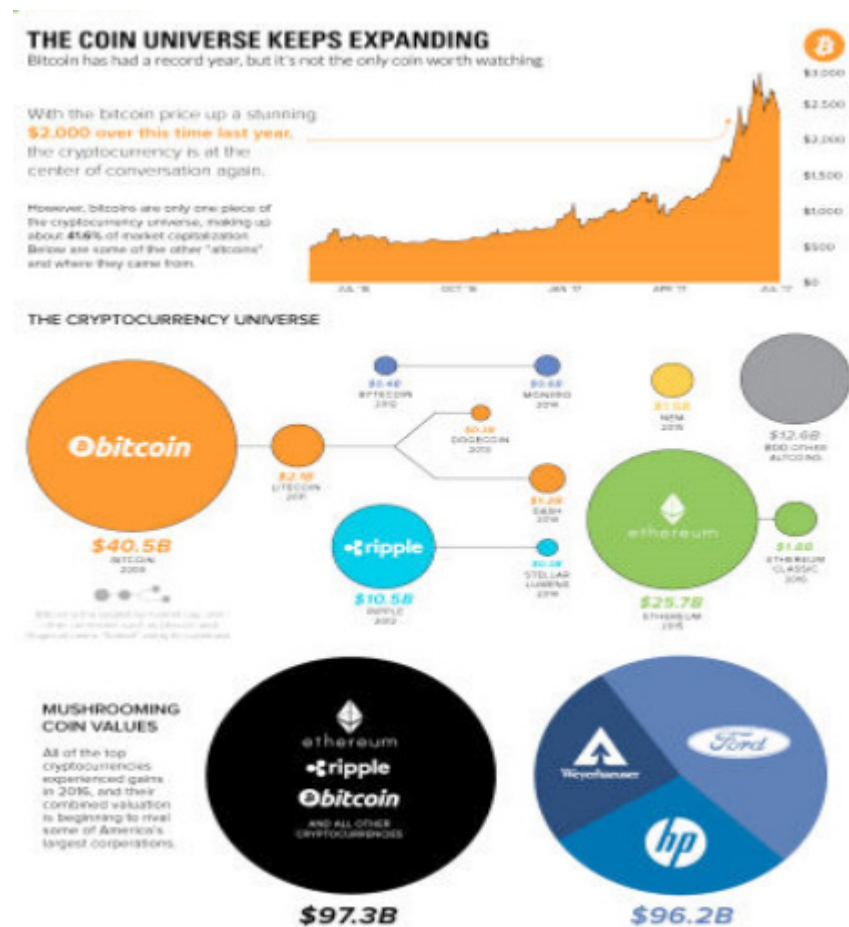 THE COIN UNIVERSE KEEPS EXPANDING
Bitcoin has had a record year, but it's not the only coin worth watching
With the bitcoin price up a stunning
$2,000 over this time last year,
the cryptocurrency is at the
center of conversation again.
However, bitcoins are only one piece of
the cryptocurrency universe, making up
about 41.6% of market capitalization.
Below are some of the other "altcoins"
and where they came from.
$3,000
$2,500
$2,000
$1,500
$1,000
$500
$0
JUL '16
OCT '16
JAN '17
APR '17
JUL '17
THE CRYPTOCURRENCY UNIVERSE
bitcoin
$40.5B
BITCOIN
2009
$2.1B
LITECOIN
2011
$0.4B
BYTECOIN
2012
$0.6B
MONERO
2014
DOGECOIN
2013
$1.2B
DASH
2014
ripple
$10.5B
RIPPLE
2012
STELLAR
LUMENS
2014
$1.5B
NEM
2015
$12.6B
OTHER
ALTCOINS
ethereum
$25.7B
ETHEREUM
2015
$1.8B
ETHEREUM
CLASSIC
2016
MUSHROOMING
COIN VALUES
All of the top
cryptocurrencies
experienced gains
in 2016, and their
combined valuation
is beginning to rival
some of America's
largest corporations.
ethereum
ripple
bitcoin
AND ALL OTHER
CRYPTOCURRENCIES
$97.3B
Weyerhaeuser
Ford
hp
$96.2B